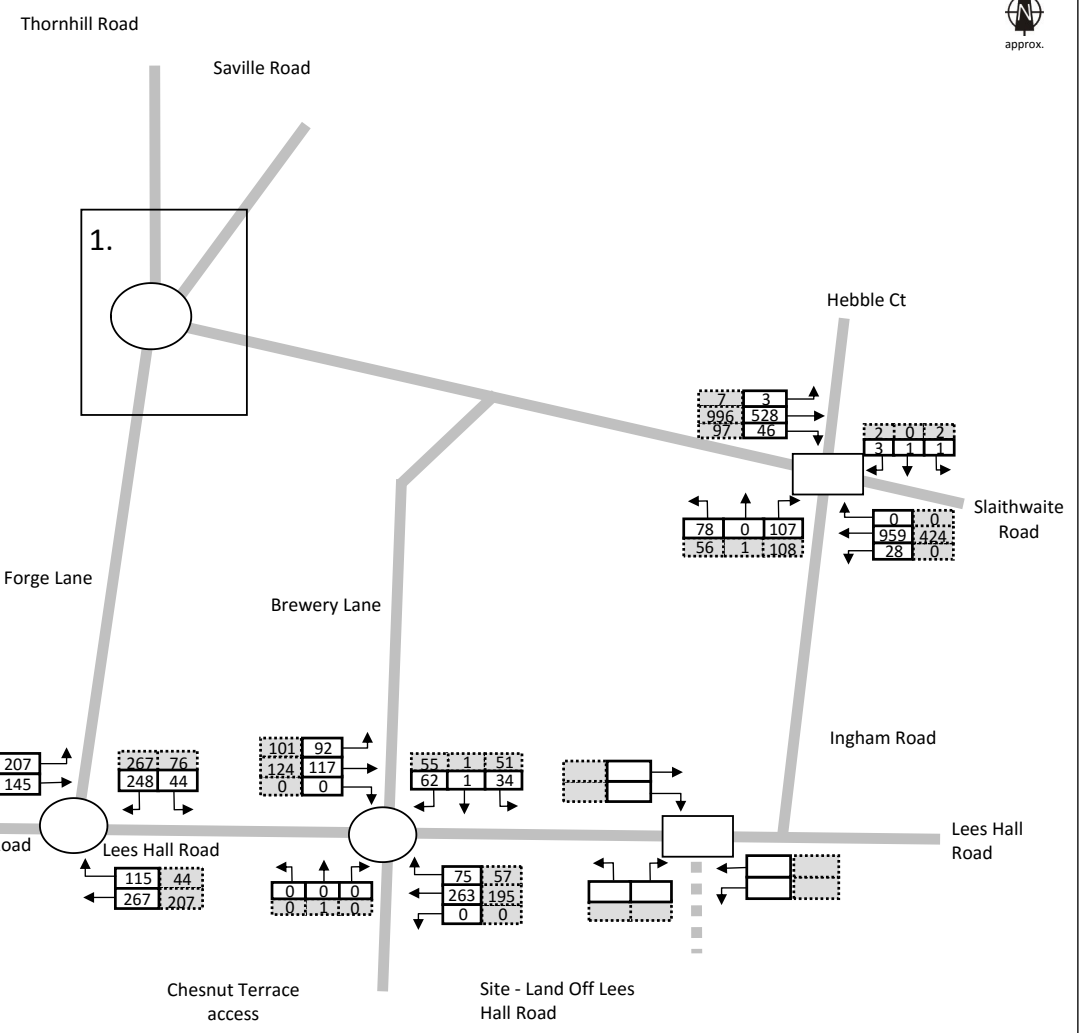 Thornhill Road
N
approx.
Saville Road
1.
Hebble Ct
7 3
996 528
97 46
2 0 2
3 1 1
78 0 107
56 1 108
0 0
959 424
28 0
Slaithwaite
Road
Forge Lane
Brewery Lane
207
145
267 76
248 44
101 92
124 117
0 0
55 1 51
62 1 34
Ingham Road
oad
Lees Hall Road
Lees Hall
Road
115 44
267 207
0 0 0
0 1 0
75 57
263 195
0 0
Chesnut Terrace
access
Site - Land Off Lees
Hall Road